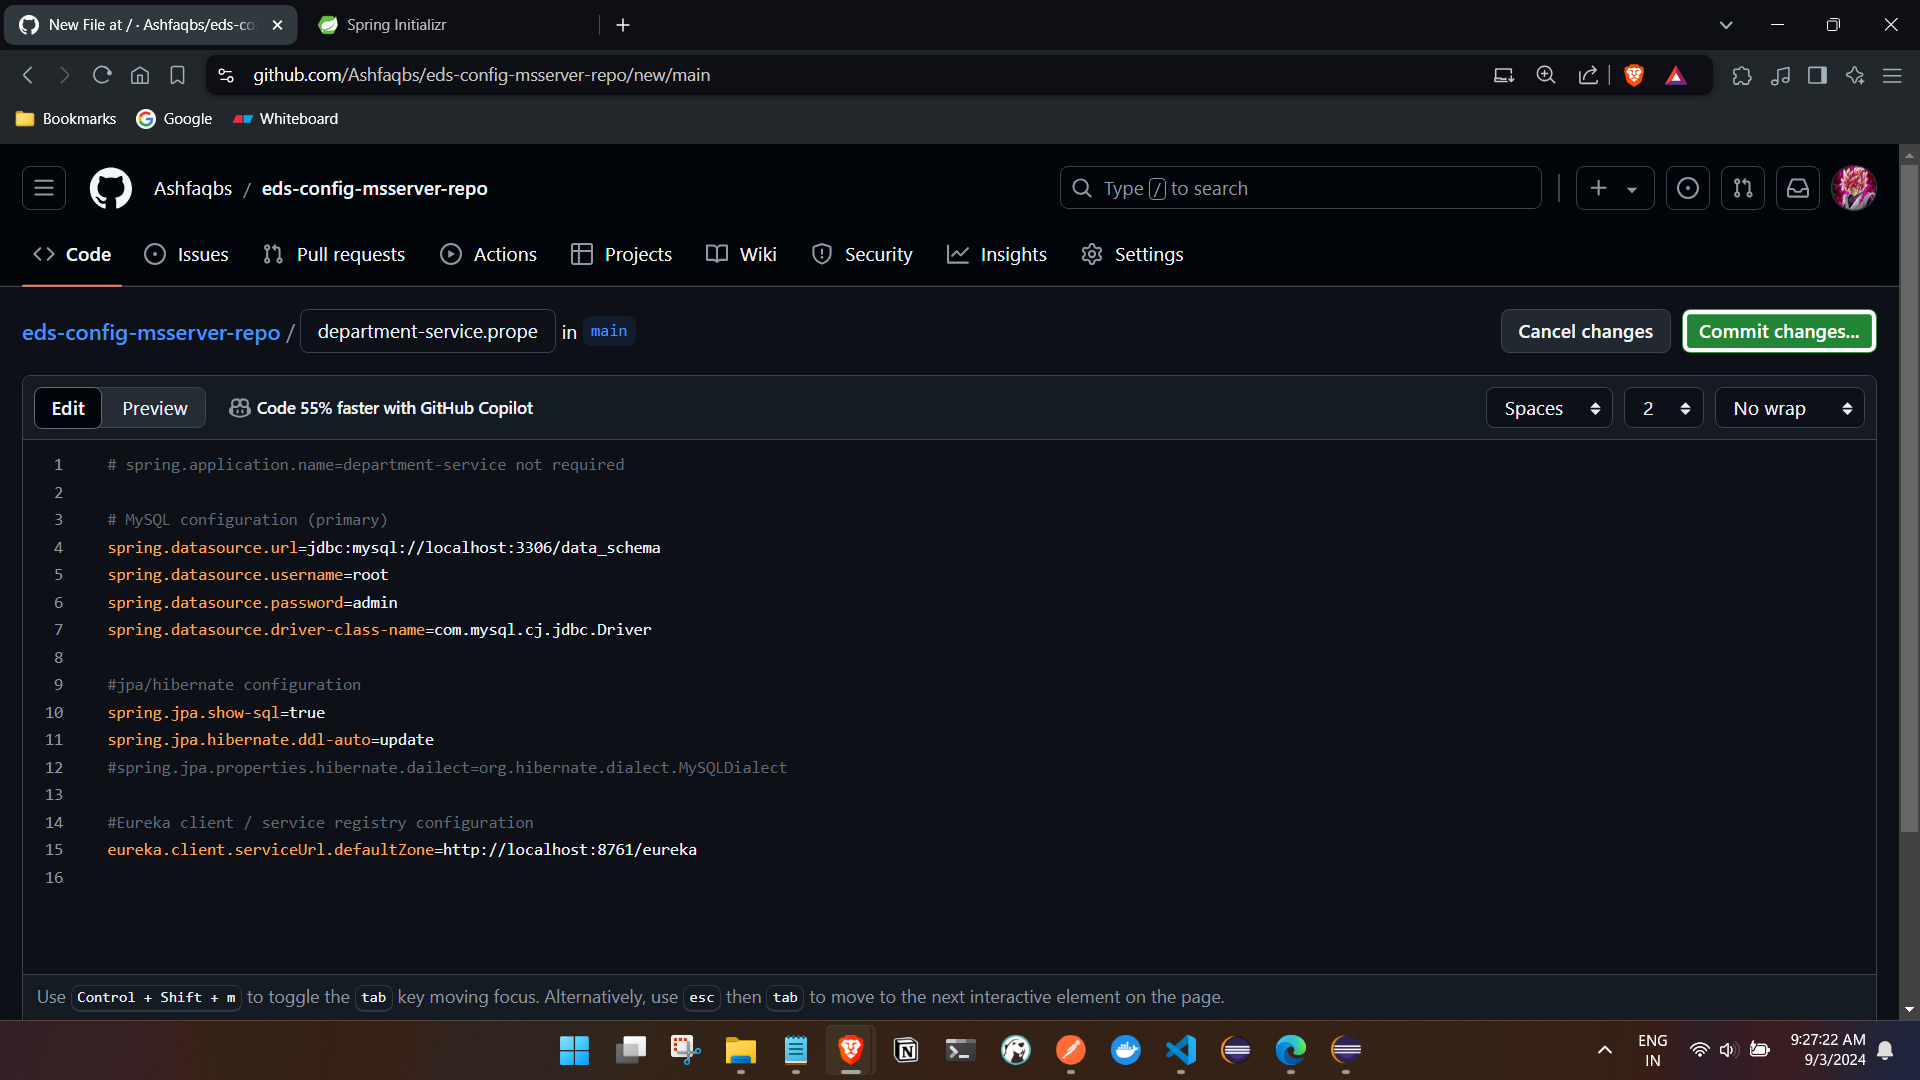 New File at / · Ashfaqbs/eds-co
Spring Initializr
github.com/Ashfaqbs/eds-config-msserver-repo/new/main
Bookmarks
Google
Whiteboard
Ashfaqbs / eds-config-msserver-repo
Type / to search
Code
Issues
Pull requests
Actions
Projects
Wiki
Security
Insights
Settings
eds-config-msserver-repo / department-service.prope in main
Cancel changes
Commit changes...
Edit
Preview
Code 55% faster with GitHub Copilot
Spaces
2
No wrap
1 # spring.application.name=department-service not required
2
3 # MySQL configuration (primary)
4 spring.datasource.url=jdbc:mysql://localhost:3306/data_schema
5 spring.datasource.username=root
6 spring.datasource.password=admin
7 spring.datasource.driver-class-name=com.mysql.cj.jdbc.Driver
8
9 #jpa/hibernate configuration
10 spring.jpa.show-sql=true
11 spring.jpa.hibernate.ddl-auto=update
12 #spring.jpa.properties.hibernate.dailect=org.hibernate.dialect.MySQLDialect
13
14 #Eureka client / service registry configuration
15 eureka.client.serviceUrl.defaultZone=http://localhost:8761/eureka
16
Use Control + Shift + m to toggle the tab key moving focus. Alternatively, use esc then tab to move to the next interactive element on the page.
ENG
IN
9:27:22 AM
9/3/2024